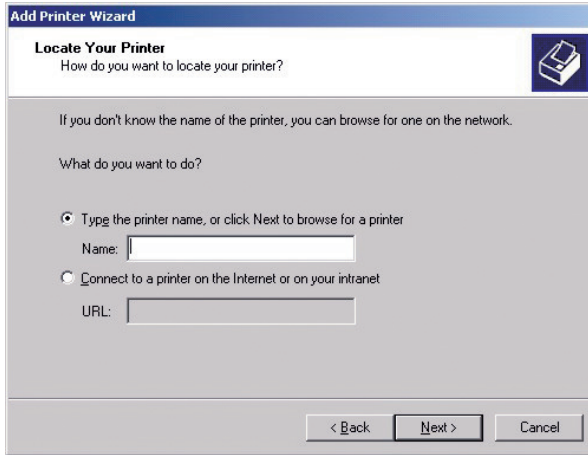 Add Printer Wizard
Locate Your Printer
How do you want to locate your printer?
If you don't know the name of the printer, you can browse for one on the network.
What do you want to do?
Type the printer name, or click Next to browse for a printer
Name:
Connect to a printer on the Internet or on your intranet
URL:
< Back Next > Cancel